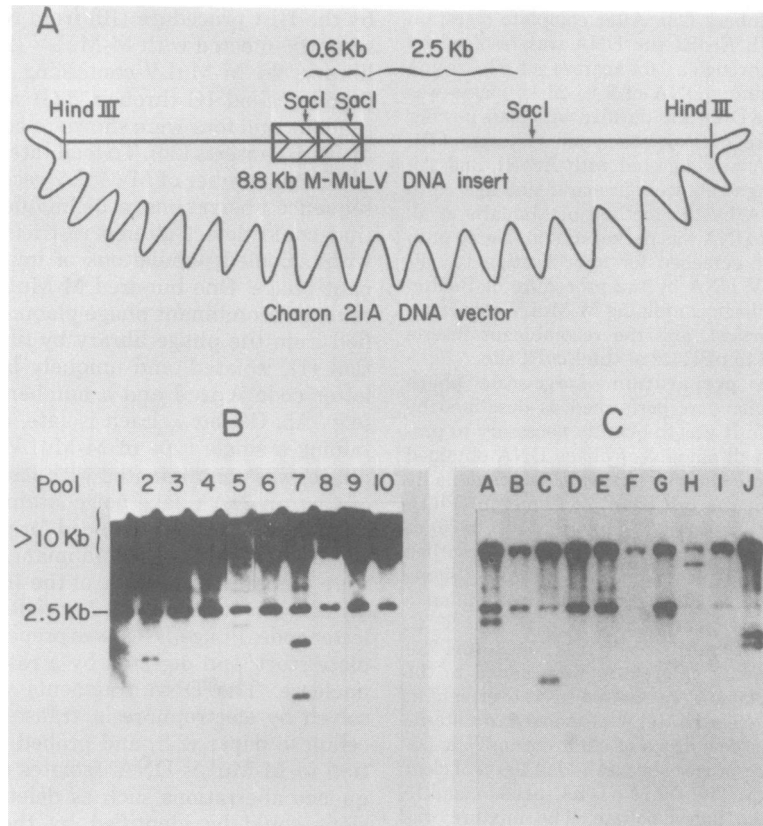 A
0.6 Kb 2.5 Kb
Hind III SacI SacI SacI Hind III
8.8 Kb M-MuLV DNA insert
Charon 21A DNA vector
B
Pool 1 2 3 4 5 6 7 8 9 10
>10 Kb
2.5 Kb
C
A B C D E F G H I J